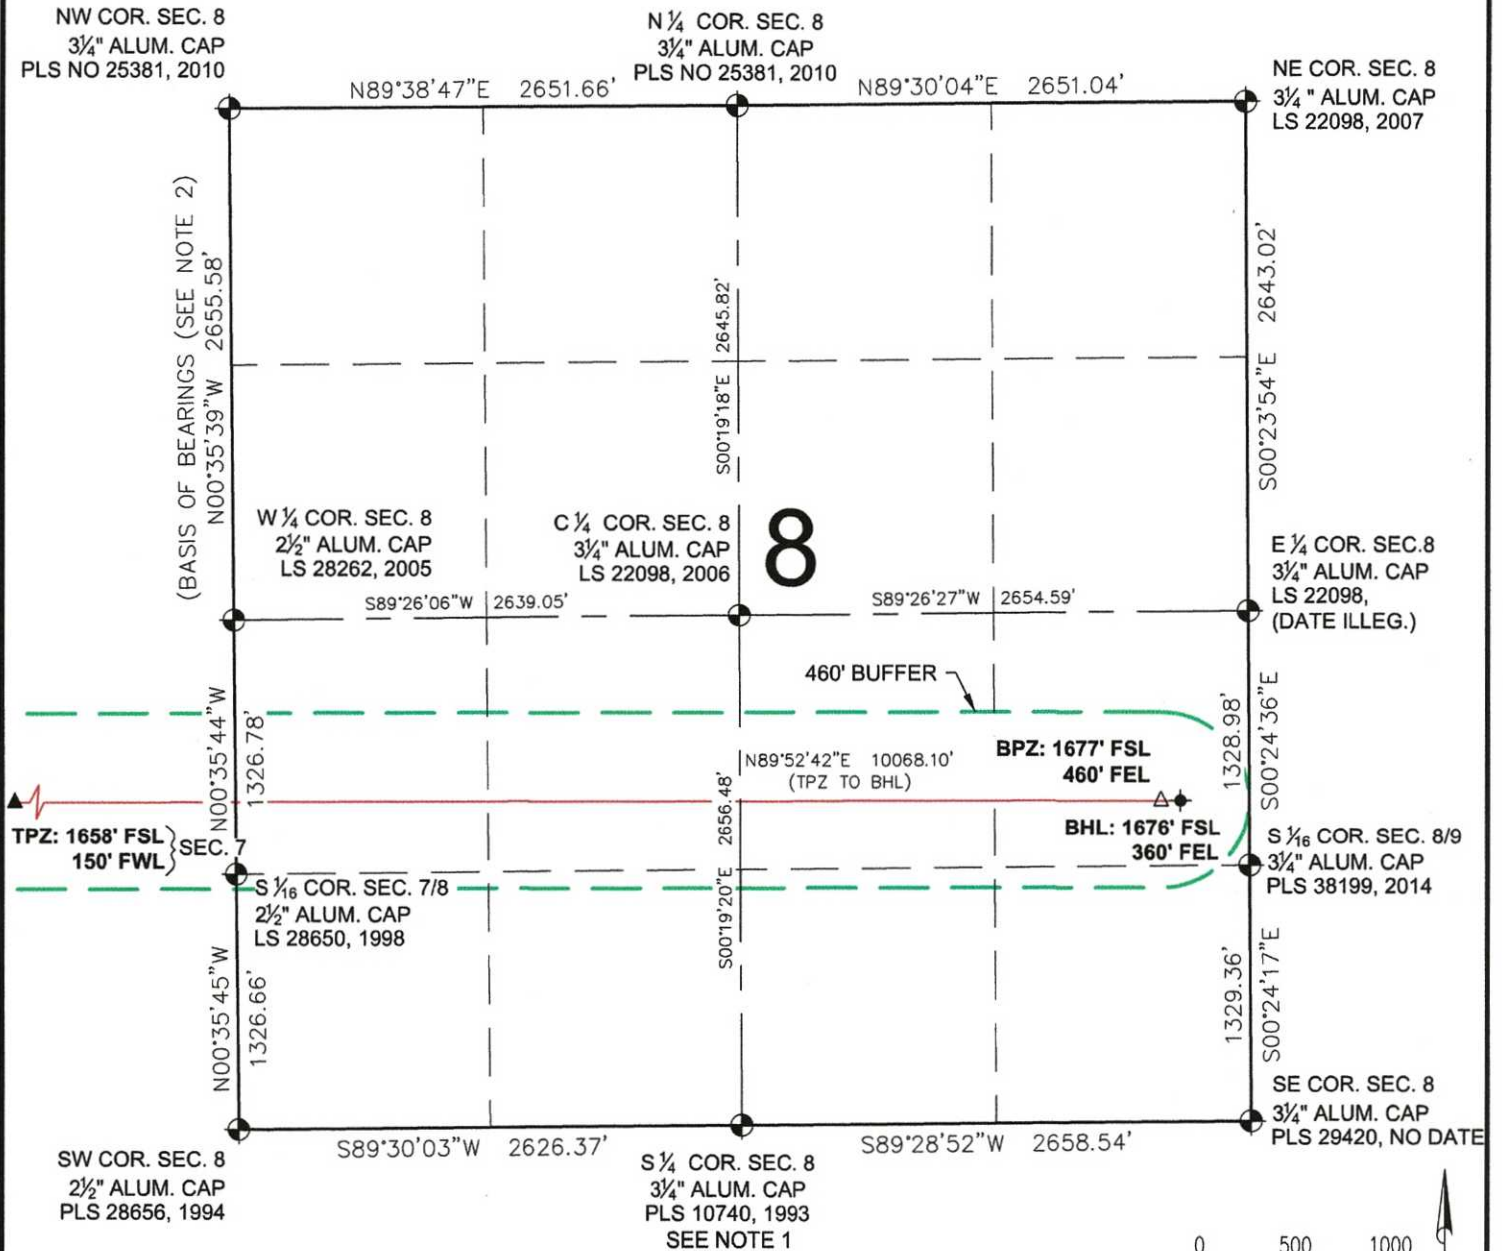 NW COR. SEC. 8
3¼" ALUM. CAP
PLS NO 25381, 2010
N ¼ COR. SEC. 8
3¼" ALUM. CAP
PLS NO 25381, 2010
NE COR. SEC. 8
3¼ " ALUM. CAP
LS 22098, 2007
N89°38'47"E 2651.66'
N89°30'04"E 2651.04'
(BASIS OF BEARINGS (SEE NOTE 2)
N00°35'39"W 2655.58'
S00°19'18"E 2645.82'
S00°23'54"E 2643.02'
W ¼ COR. SEC. 8
2½" ALUM. CAP
LS 28262, 2005
C ¼ COR. SEC. 8
3¼" ALUM. CAP
LS 22098, 2006
8
E ¼ COR. SEC.8
3¼" ALUM. CAP
LS 22098,
(DATE ILLEG.)
S89°26'06"W 2639.05'
S89°26'27"W 2654.59'
460' BUFFER
N00°35'44"W
1326.78'
N89°52'42"E 10068.10'
(TPZ TO BHL)
BPZ: 1677' FSL
460' FEL
1328.98'
S00°24'36"E
TPZ: 1658' FSL
150' FWL
SEC. 7
BHL: 1676' FSL
360' FEL
S 1⁄16 COR. SEC. 8/9
3¼" ALUM. CAP
PLS 38199, 2014
S 1⁄16 COR. SEC. 7/8
2½" ALUM. CAP
LS 28650, 1998
S00°19'20"E 2656.48'
N00°35'45"W
1326.66'
1329.36'
S00°24'17"E
SE COR. SEC. 8
3¼" ALUM. CAP
PLS 29420, NO DATE
S89°30'03"W 2626.37'
S89°28'52"W 2658.54'
SW COR. SEC. 8
2½" ALUM. CAP
PLS 28656, 1994
S ¼ COR. SEC. 8
3¼" ALUM. CAP
PLS 10740, 1993
SEE NOTE 1
0 500 1000